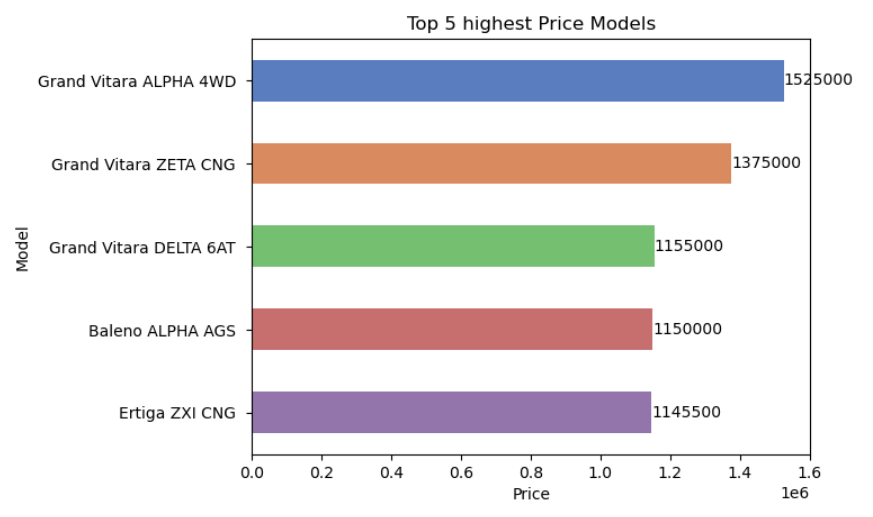 Top 5 highest Price Models
Grand Vitara ALPHA 4WD
1525000
Grand Vitara ZETA CNG
1375000
Grand Vitara DELTA 6AT
1155000
Baleno ALPHA AGS
1150000
Ertiga ZXI CNG
1145500
Model
0.0 0.2 0.4 0.6 0.8 1.0 1.2 1.4 1.6
1e6
Price